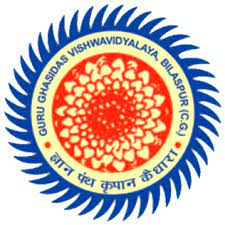 GURU GHASIDAS VISHWAVIDYALAYA, BILASPUR (C.G)
ज्ञान पंथ कृपान कैधारा